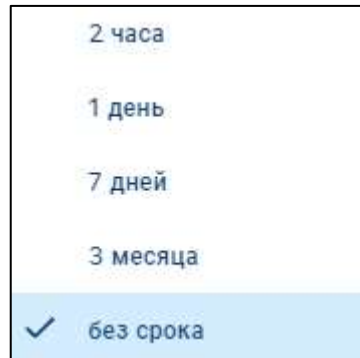 2 часа
1 день
7 дней
3 месяца
без срока